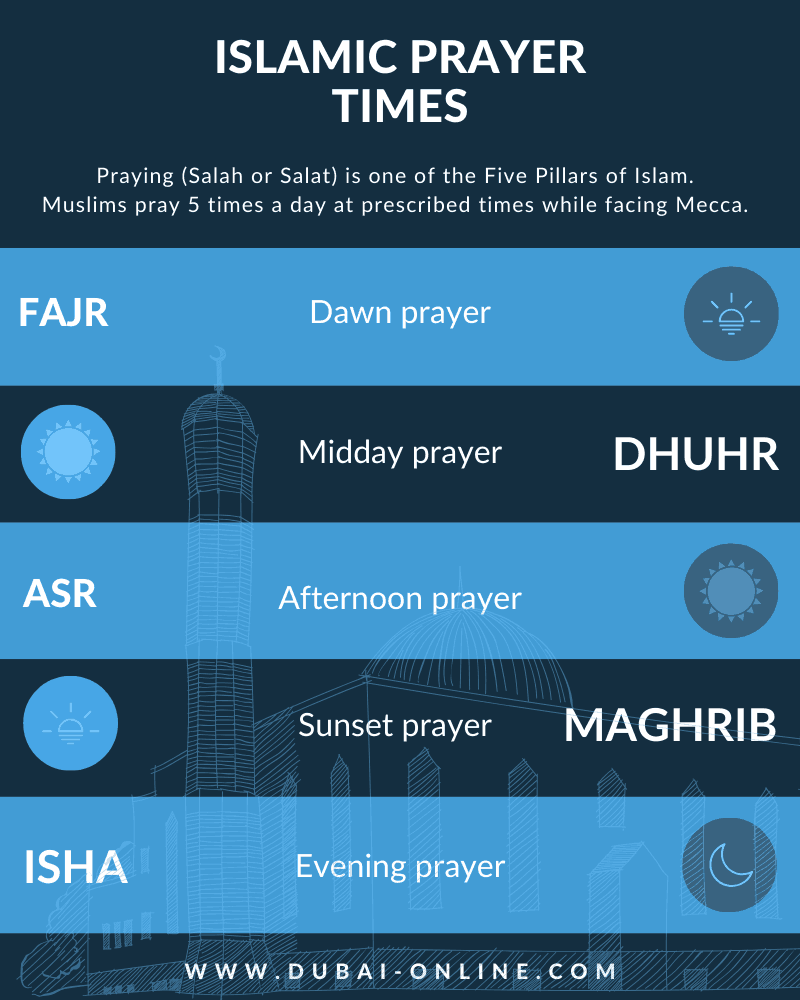 ISLAMIC PRAYER
TIMES
Praying (Salah or Salat) is one of the Five Pillars of Islam.
Muslims pray 5 times a day at prescribed times while facing Mecca.
FAJR Dawn prayer
Midday prayer DHUHR
ASR Afternoon prayer
Sunset prayer MAGHRIB
ISHA Evening prayer
WWW.DUBAI-ONLINE.COM